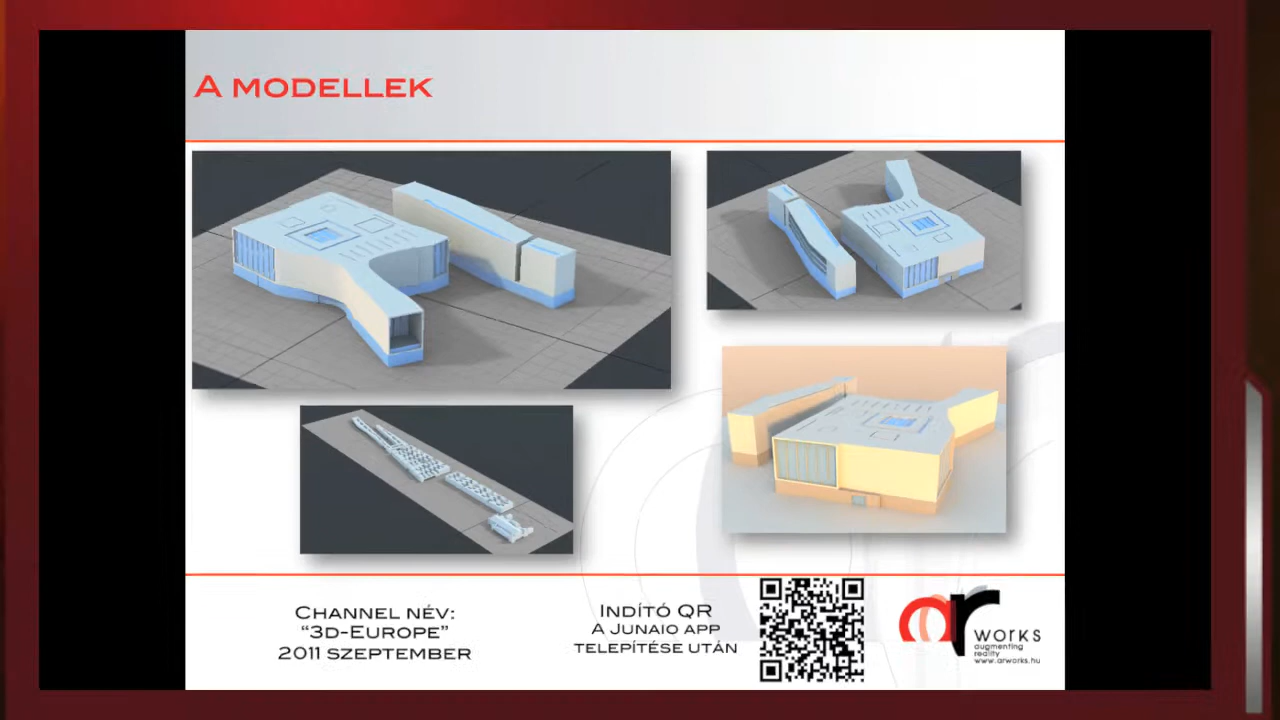 A MODELLEK
CHANNEL NÉV:
"3D-EUROPE"
2011 SZEPTEMBER
INDÍTÓ QR
A JUNAIO APP
TELEPÍTÉSE UTÁN
ar works
augmenting
reality
www.arworks.hu